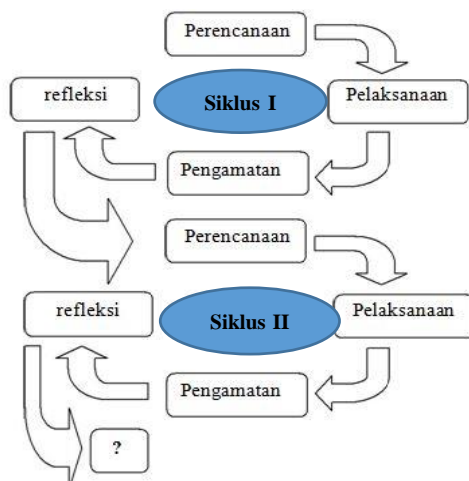 Perencanaan
refleksi
Siklus I
Pelaksanaan
Pengamatan
Perencanaan
refleksi
Siklus II
Pelaksanaan
Pengamatan
?